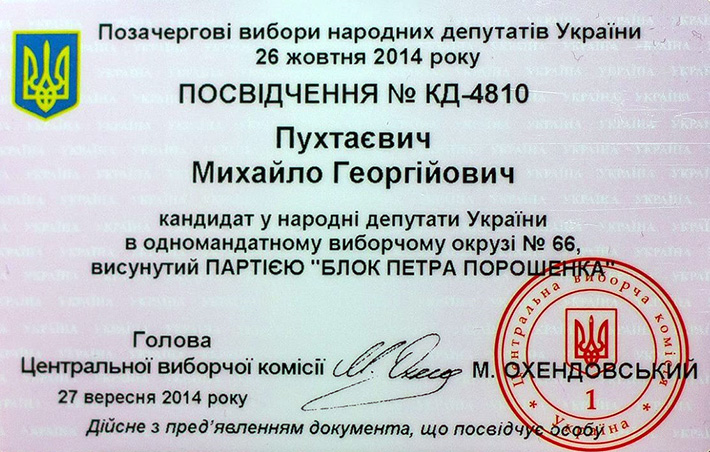 Позачергові вибори народних депутатів України
26 жовтня 2014 року
ПОСВІДЧЕННЯ № КД-4810
Пухтаєвич
Михайло Георгійович
кандидат у народні депутати України
в одномандатному виборчому окрузі № 66,
висунутий ПАРТІЄЮ "БЛОК ПЕТРА ПОРОШЕНКА"
Голова
Центральної виборчої комісії
М. ОХЕНДОВСЬКИЙ
27 вересня 2014 року
Дійсне з пред’явленням документа, що посвідчує особу
Центральна виборча комісія
1
* Україна *